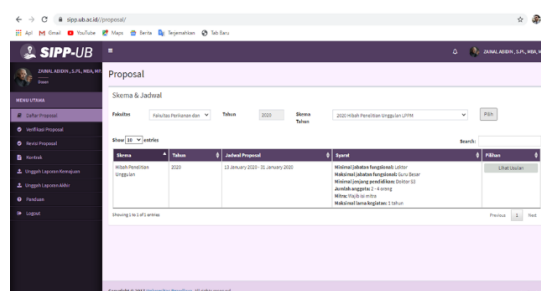 sipp.ub.ac.id/proposal/
Apl Gmail YouTube Maps Berita Terjemahkan Tab Baru
SIPP-UB
ZAINAL ABIDIN, S.Pi., MBA, M
ZAINAL ABIDIN, S.Pi., MBA, MP
Dosen
Proposal
MENU UTAMA
Daftar Proposal
Verifikasi Proposal
Revisi Proposal
Kontrak
Unggah Laporan Kemajuan
Unggah Laporan Akhir
Panduan
Logout
Skema & Jadwal
Fakultas
Fakultas Perikanan dan
Tahun
2020
Skema Tahun
2020 Hibah Penelitian Unggulan LPPM
Pilih
Show 10 entries
Search:
Skema Tahun Jadwal Proposal Syarat Pilihan
Hibah Penelitian Unggulan
2020
13 January 2020 - 31 January 2020
Minimal jabatan fungsional: Lektor
Maksimal jabatan fungsional: Guru Besar
Minimal jenjang pendidikan: Doktor S3
Jumlah anggota: 2 - 4 orang
Mitra: Wajib isi mitra
Maksimal lama kegiatan: 2 tahun
Lihat Usulan
Showing 1 to 1 of 1 entries
Previous 1 Next